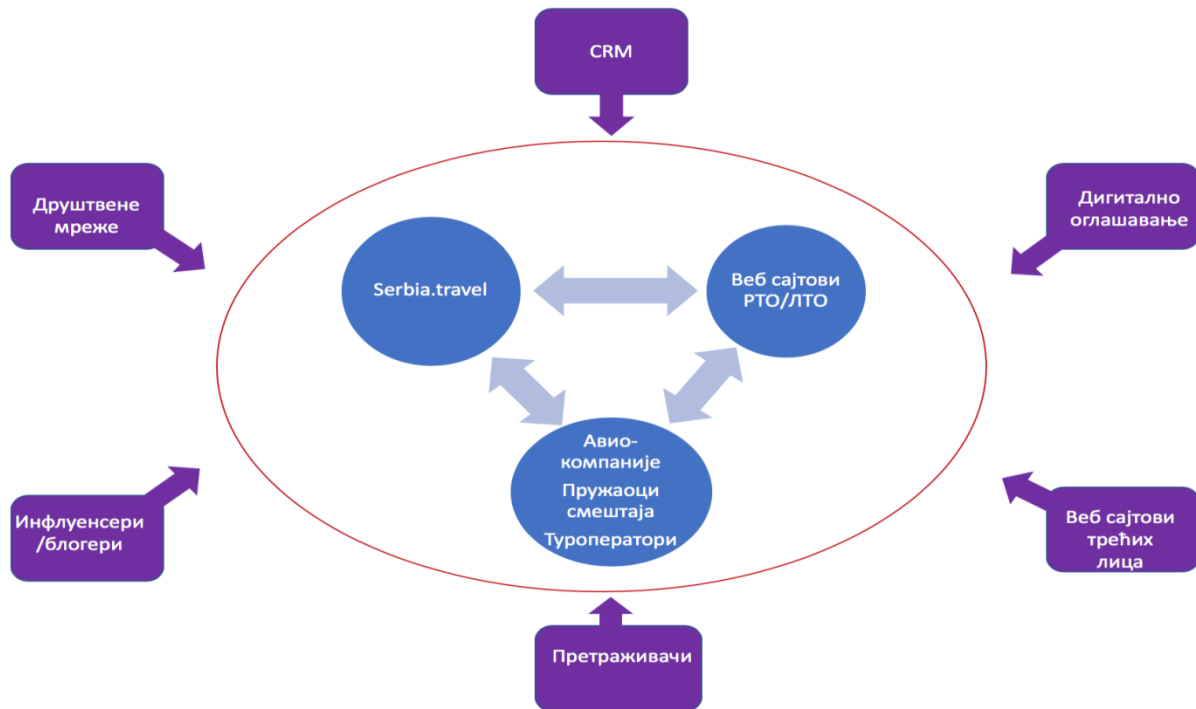 CRM
Друштвене
мреже
Дигитално
оглашавање
Serbia.travel
Веб сајтови
РТО/ЛТО
Авио-
компаније
Пружаоци
смештаја
Туроператори
Инфлуенсери
/блогери
Веб сајтови
трећих
лица
Претраживачи